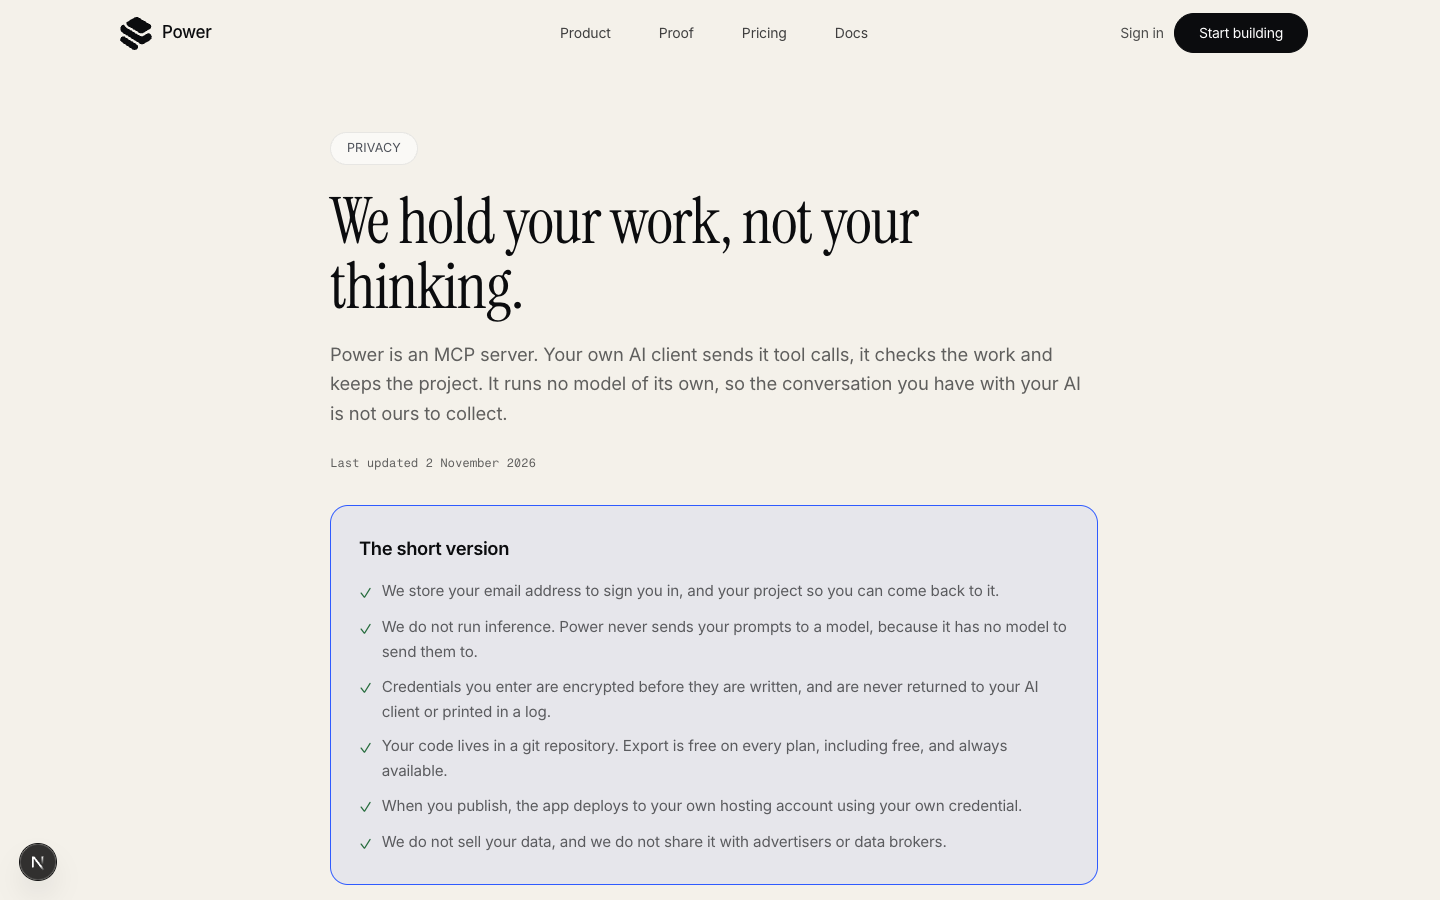 Power
Product
Proof
Pricing
Docs
Sign in
Start building
PRIVACY
We hold your work, not your
thinking.
Power is an MCP server. Your own AI client sends it tool calls, it checks the work and
keeps the project. It runs no model of its own, so the conversation you have with your AI
is not ours to collect.
Last updated 2 November 2026
The short version
We store your email address to sign you in, and your project so you can come back to it.
We do not run inference. Power never sends your prompts to a model, because it has no model to
send them to.
Credentials you enter are encrypted before they are written, and are never returned to your AI
client or printed in a log.
Your code lives in a git repository. Export is free on every plan, including free, and always
available.
When you publish, the app deploys to your own hosting account using your own credential.
We do not sell your data, and we do not share it with advertisers or data brokers.
N